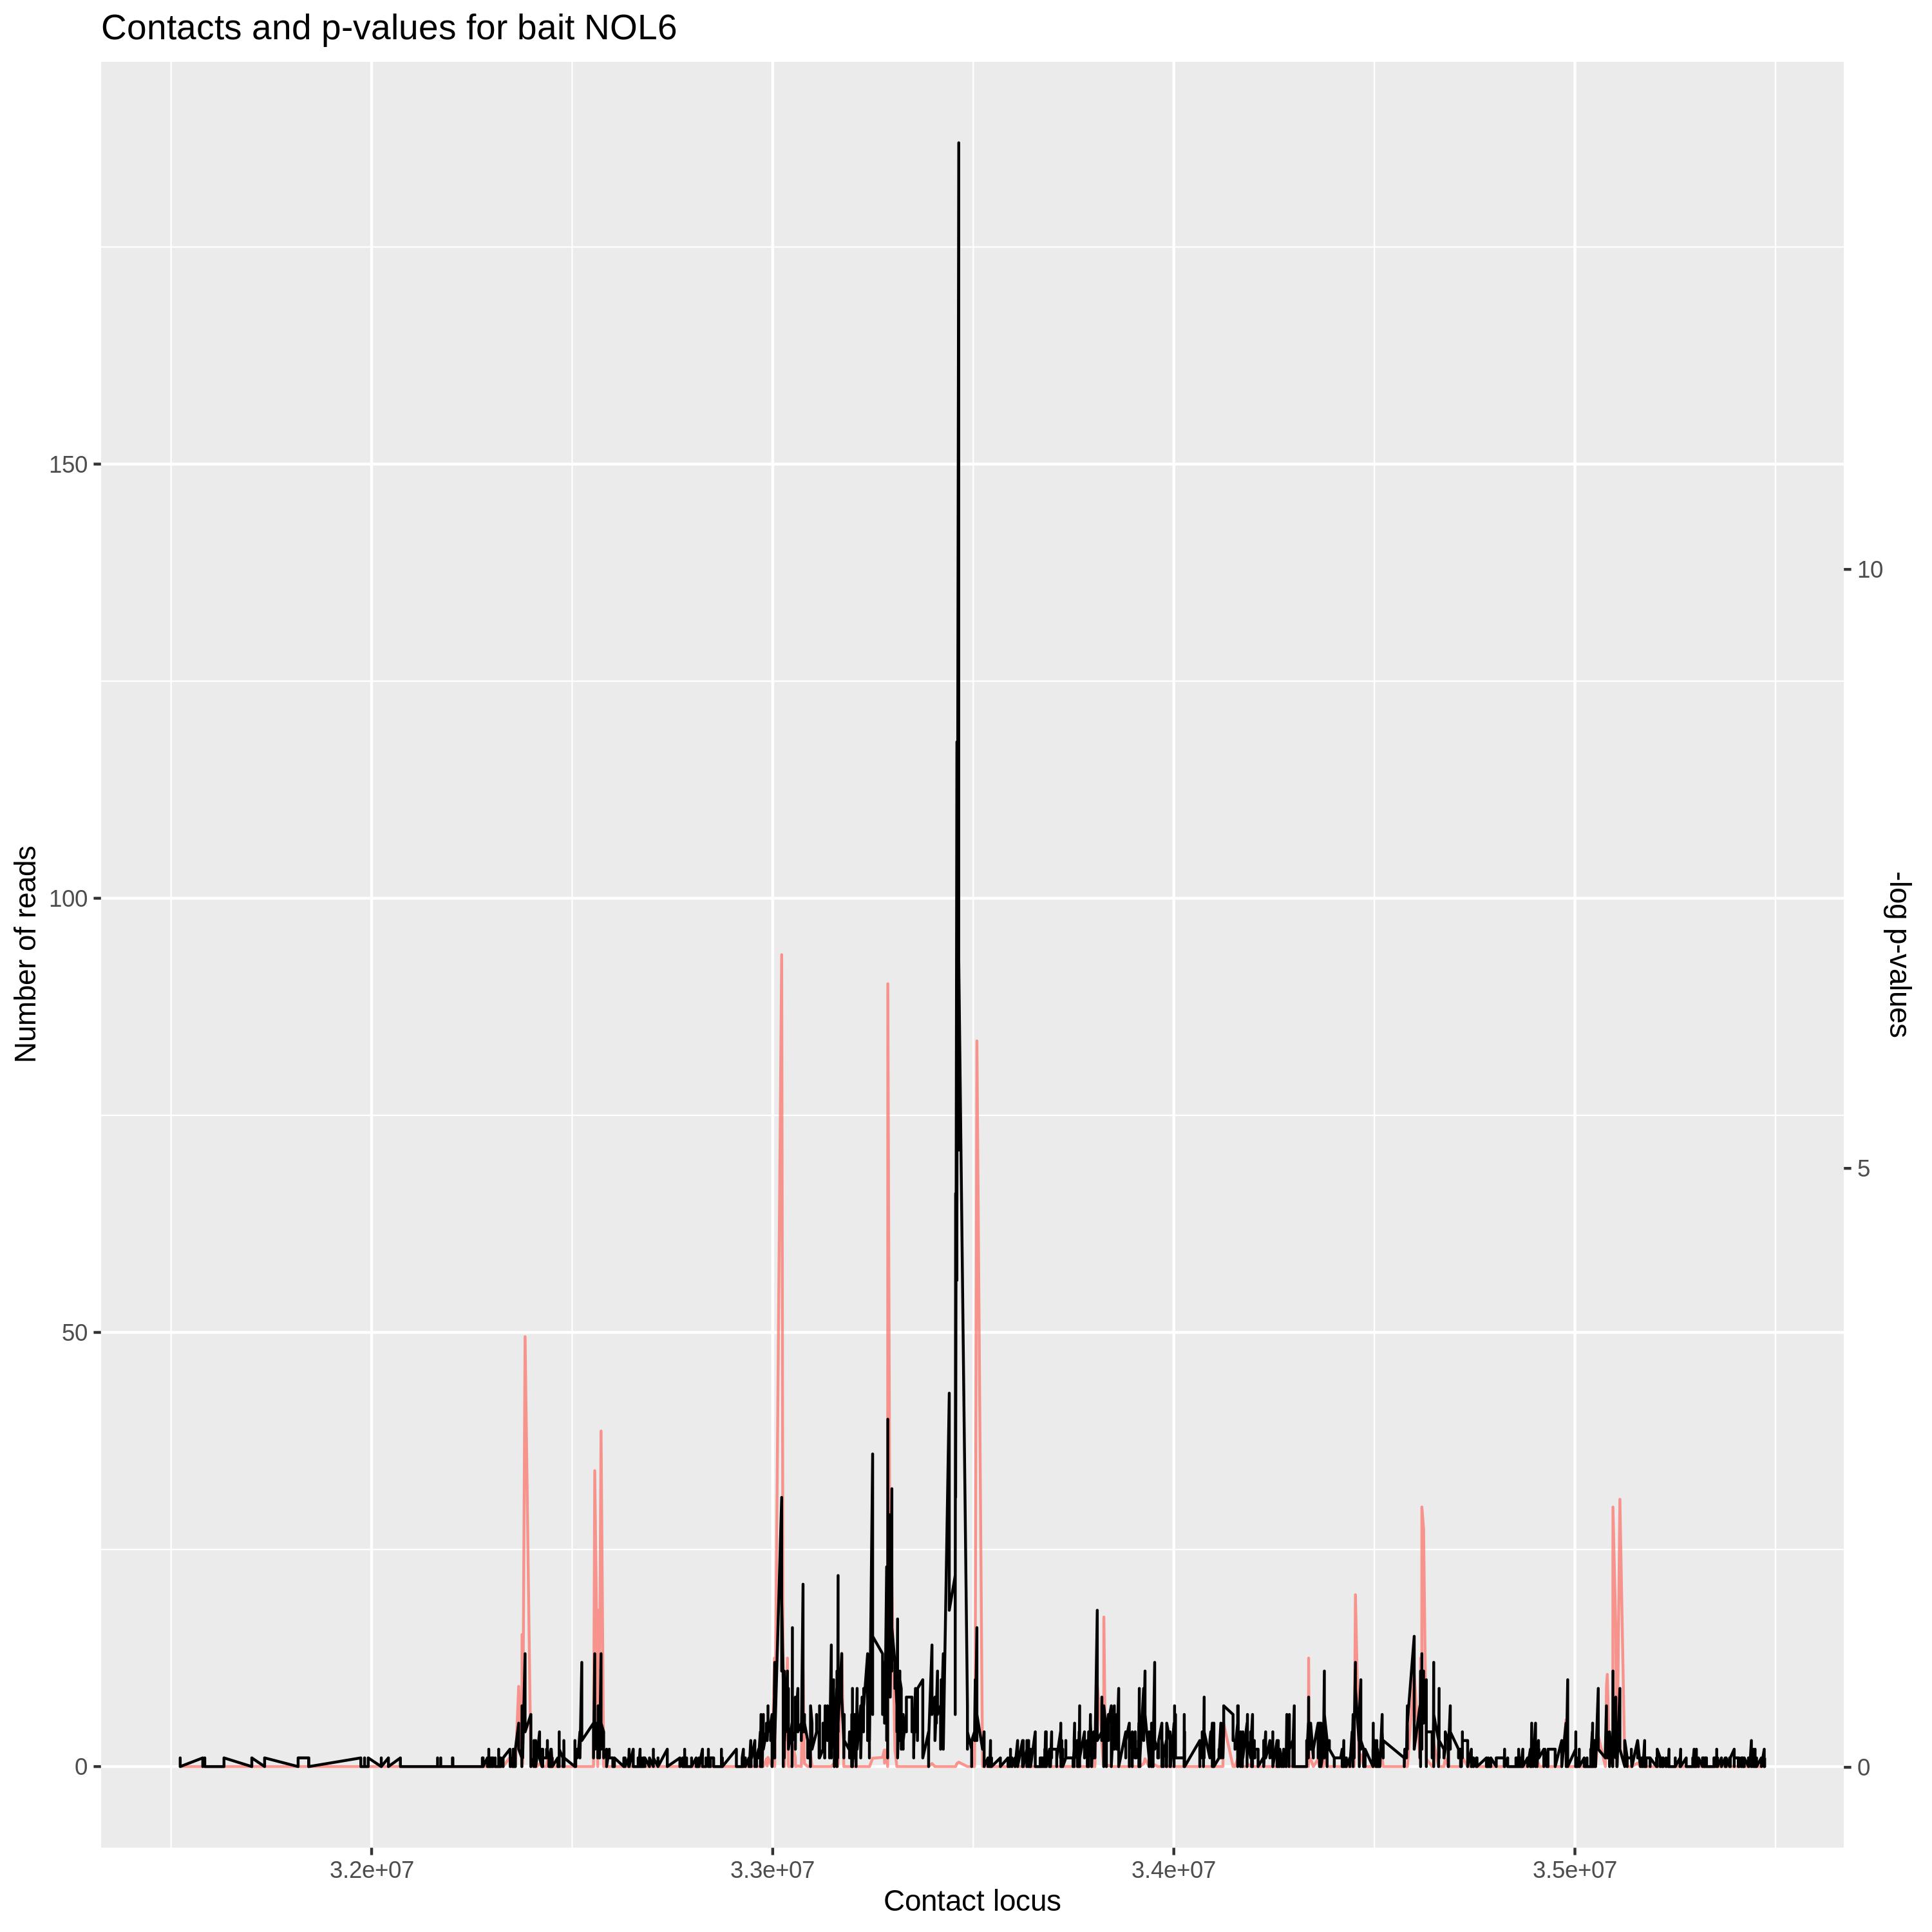 Contacts and p-values for bait NOL6
150
100
50
0
10
5
0
Number of reads
-log p-values
3.2e+07
3.3e+07
3.4e+07
3.5e+07
Contact locus